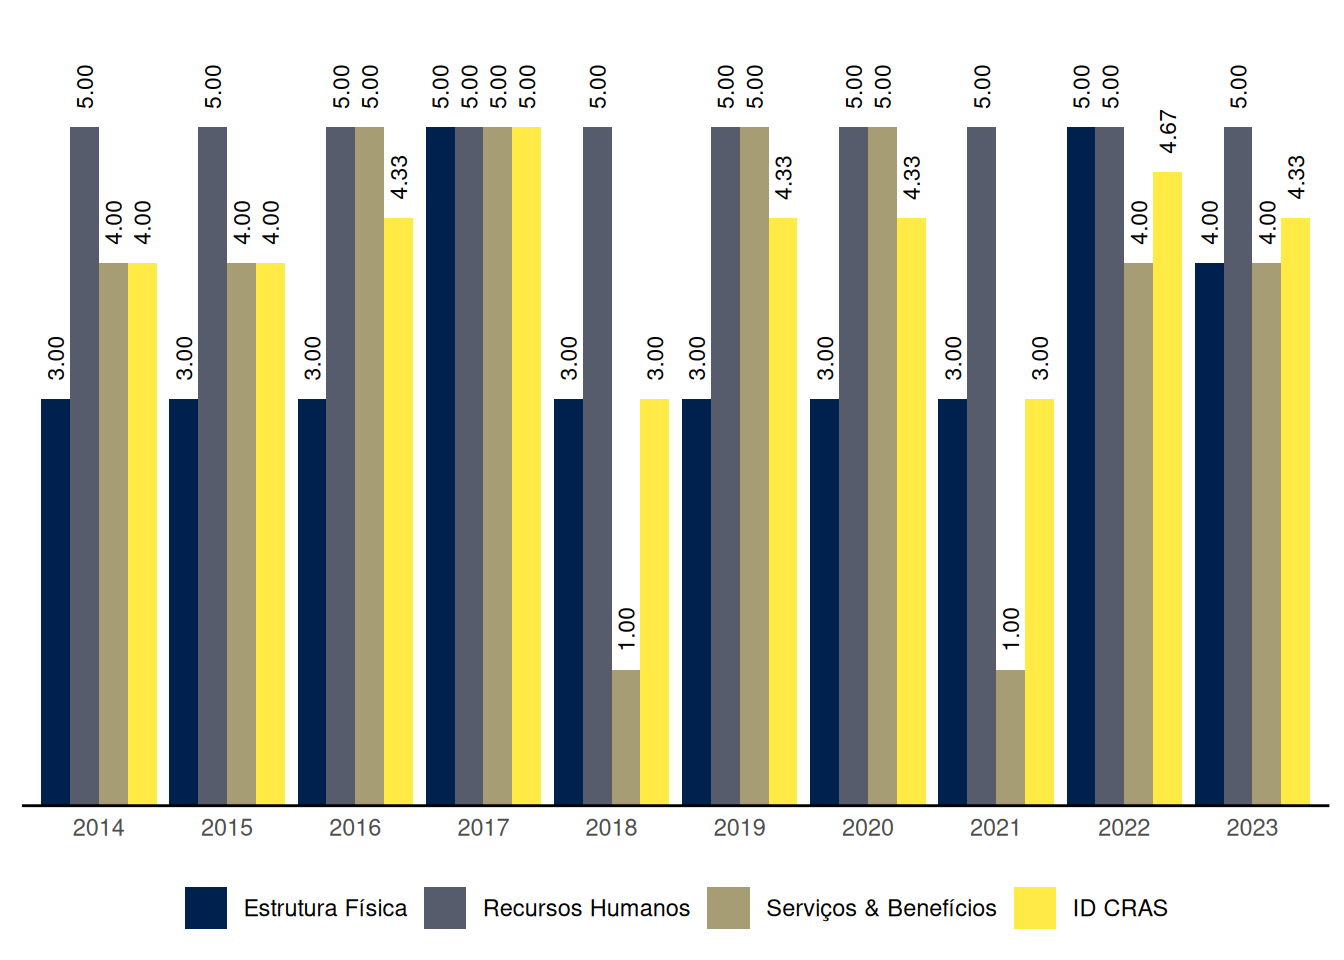 5.00 5.00 5.00 5.00 5.00 5.00 5.00 5.00 5.00 5.00 5.00 5.00 5.00 5.00 5.00 5.00 5.00
4.67
4.33 4.33 4.33 4.33
4.00 4.00 4.00 4.00 4.00 4.00 4.00
3.00 3.00 3.00 3.00 3.00 3.00 3.00 3.00 3.00
1.00 1.00
2014 2015 2016 2017 2018 2019 2020 2021 2022 2023
Estrutura Física Recursos Humanos Serviços & Benefícios ID CRAS